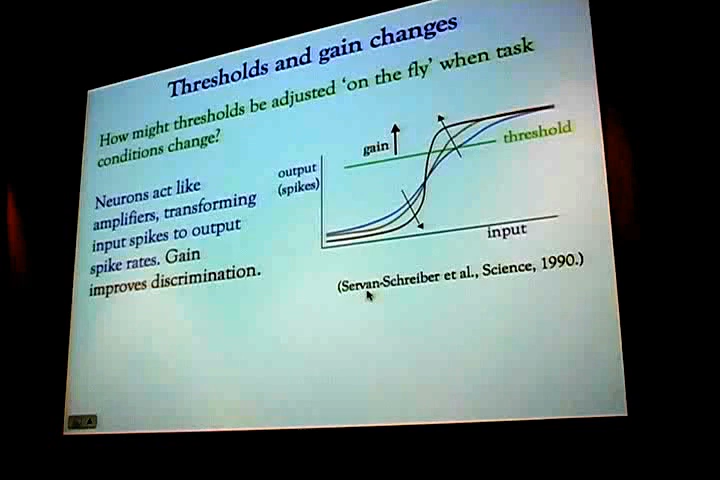 Thresholds and gain changes
How might thresholds be adjusted ‘on the fly’ when task
conditions change?
Neurons act like
amplifiers, transforming
input spikes to output
spike rates. Gain
improves discrimination.
gain
threshold
output
(spikes)
input
(Servan-Schreiber et al., Science, 1990.)